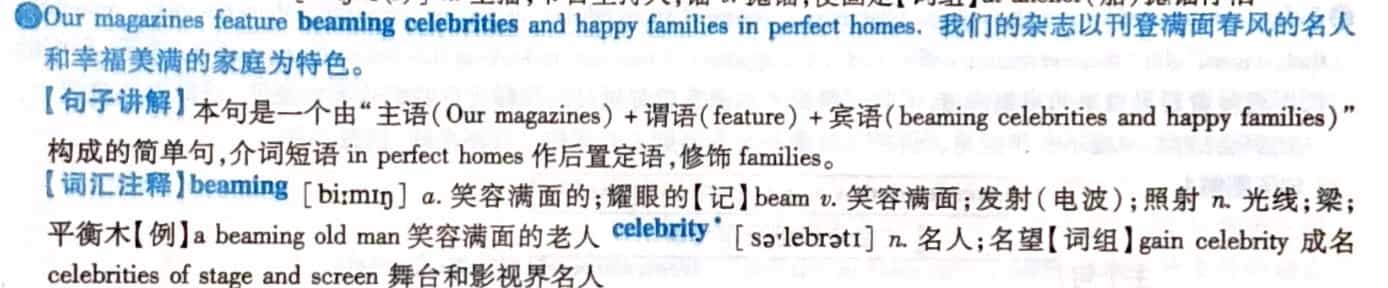 ⑬Our magazines feature beaming celebrities and happy families in perfect homes. 我们的杂志以刊登满面春风的名人
和幸福美满的家庭为特色。
【句子讲解】本句是一个由“主语(Our magazines)+谓语(feature)+宾语(beaming celebrities and happy families)”
构成的简单句,介词短语 in perfect homes 作后置定语,修饰 families。
【词汇注释】beaming [biːmɪŋ] a. 笑容满面的;耀眼的【记】beam v. 笑容满面;发射(电波);照射 n. 光线;梁;
平衡木【例】a beaming old man 笑容满面的老人 celebrity* [səˈlebrətɪ] n. 名人;名望【词组】gain celebrity 成名
celebrities of stage and screen 舞台和影视界名人